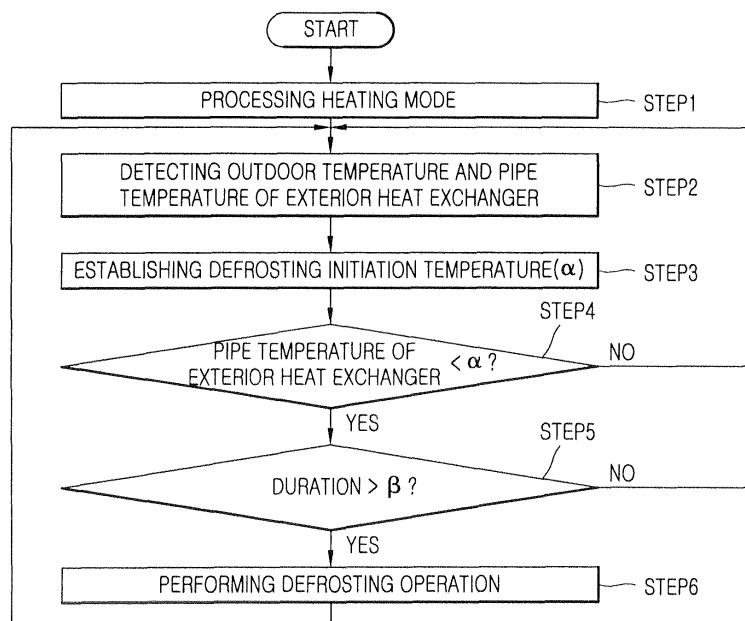 START
PROCESSING HEATING MODE
STEP1
DETECTING OUTDOOR TEMPERATURE AND PIPE
TEMPERATURE OF EXTERIOR HEAT EXCHANGER
STEP2
ESTABLISHING DEFROSTING INITIATION TEMPERATURE(α)
STEP3
STEP4
PIPE TEMPERATURE OF
EXTERIOR HEAT EXCHANGER < α ?
NO
YES
STEP5
DURATION > β ?
NO
YES
PERFORMING DEFROSTING OPERATION
STEP6